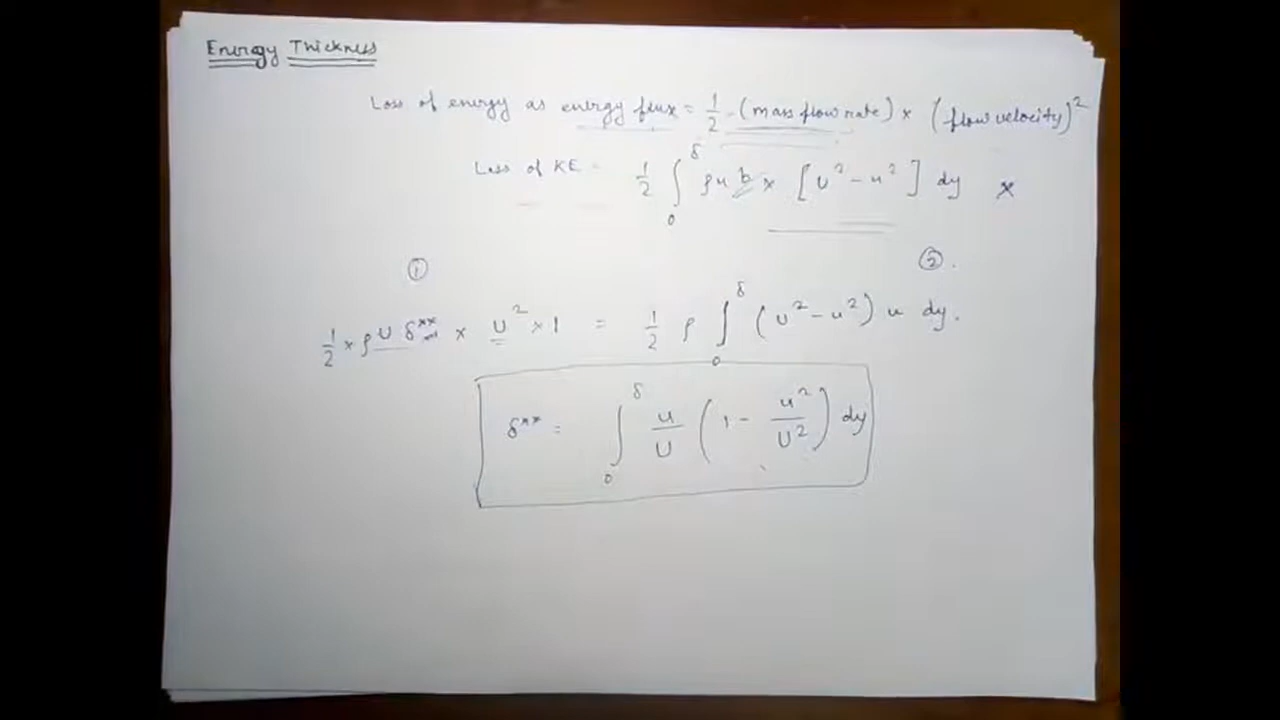 Energy Thickness
Loss of energy as energy flux = 1/2 · (mass flow rate) × (flow velocity)²
Loss of KE = 1/2 ∫₀^δ ρ u b × [U² − u²] dy ×
① ②.
1/2 × ρ U δ** × U² × 1 = 1/2 ρ ∫₀^δ (U² − u²) u dy.
δ** = ∫₀^δ u/U (1 − u²/U²) dy